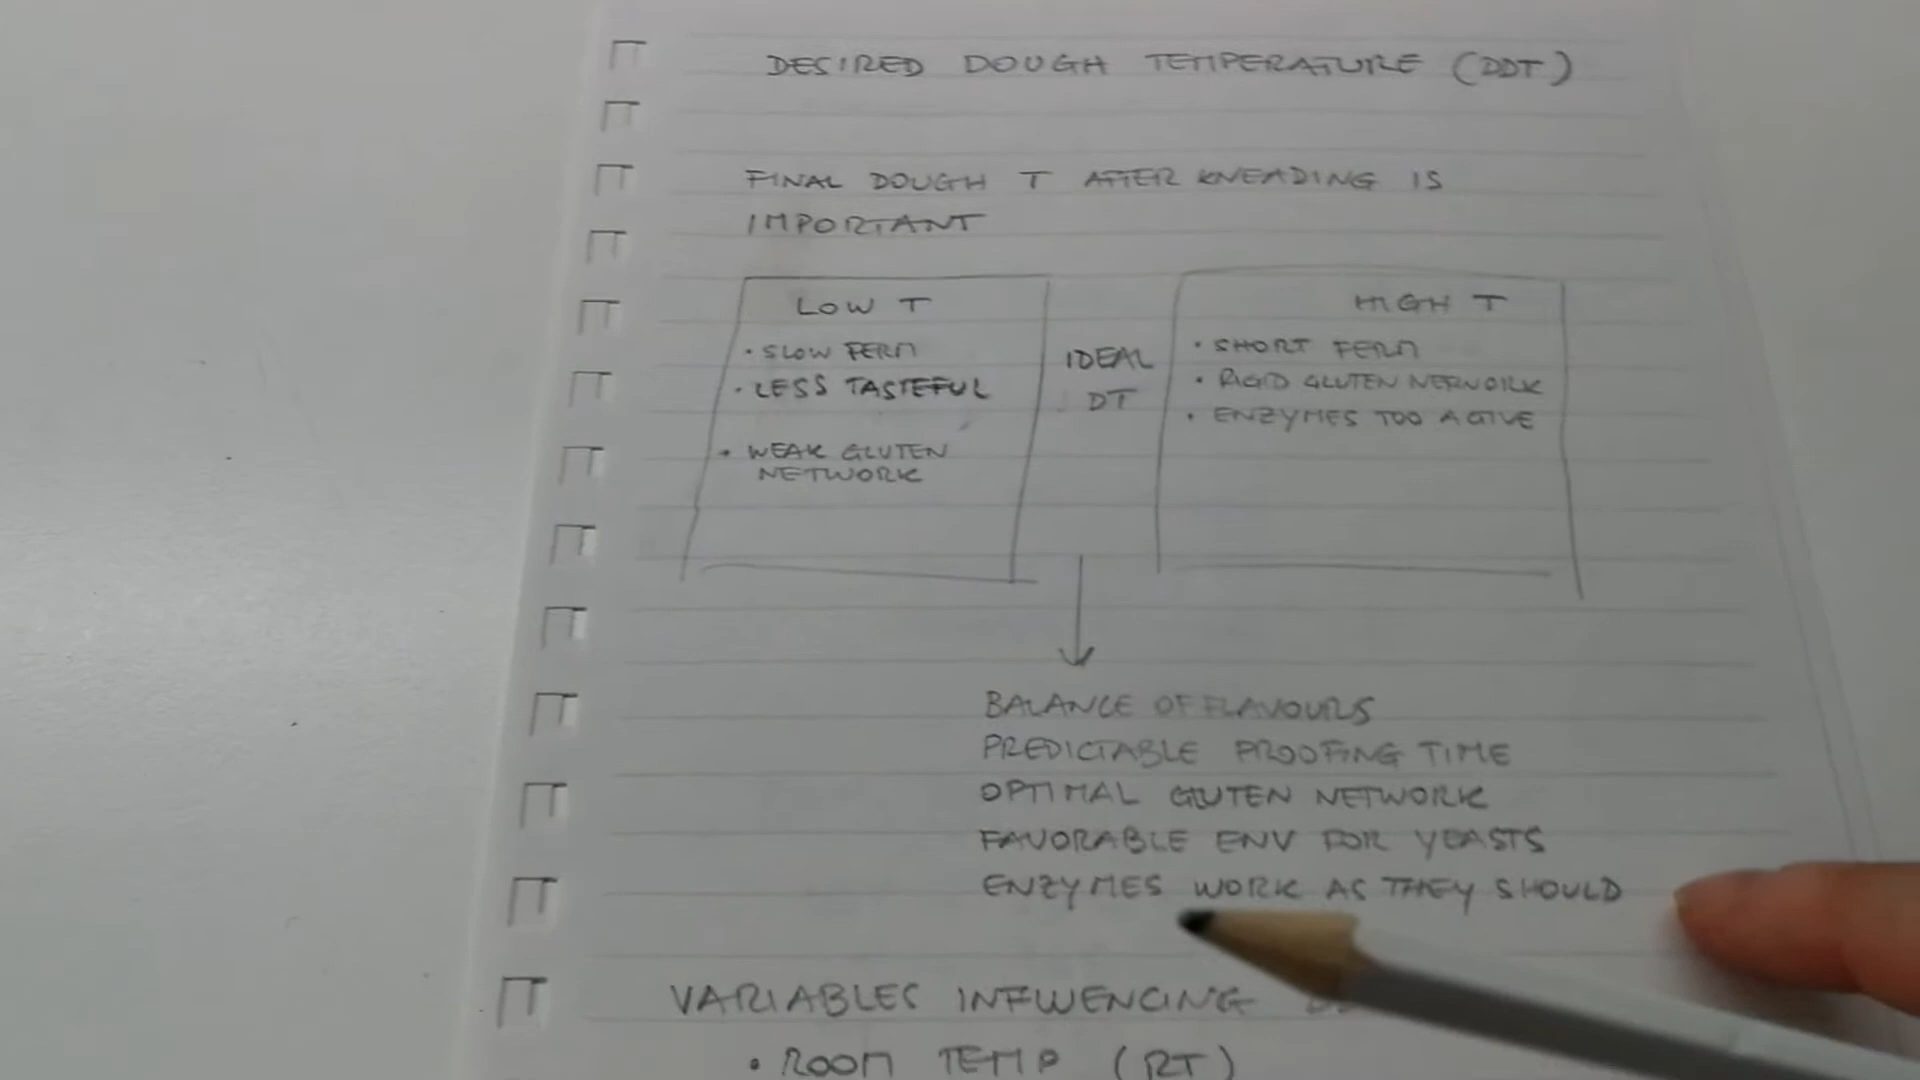 DESIRED DOUGH TEMPERATURE (DDT)
FINAL DOUGH T AFTER KNEADING IS
IMPORTANT
LOW T
• SLOW FERM
• LESS TASTEFUL
• WEAK GLUTEN
NETWORK
IDEAL
DT
HIGH T
• SHORT FERM
• RIGID GLUTEN NETWORK
• ENZYMES TOO ACTIVE
BALANCE OF FLAVOURS
PREDICTABLE PROOFING TIME
OPTIMAL GLUTEN NETWORK
FAVORABLE ENV FOR YEASTS
ENZYMES WORK AS THEY SHOULD
VARIABLES INFLUENCING
• ROOM TEMP (RT)